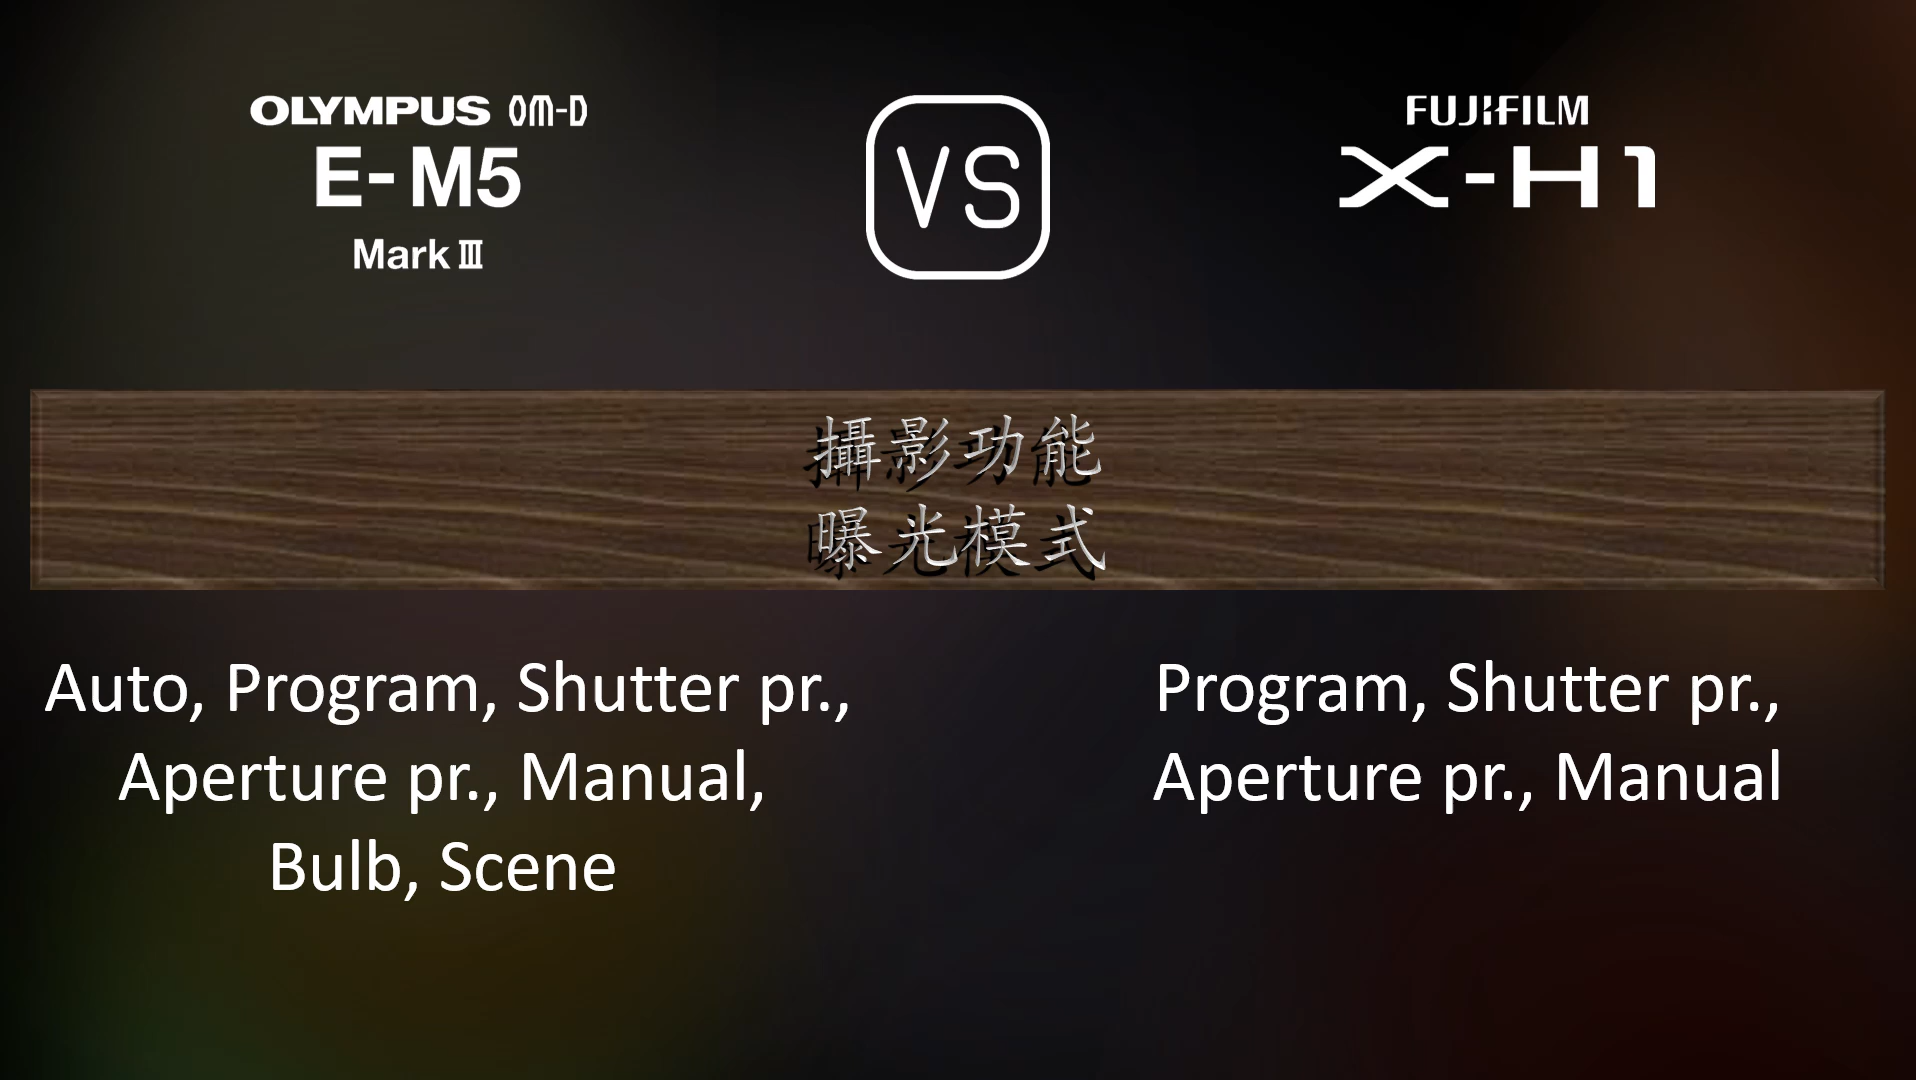 OLYMPUS OM-D
E-M5
Mark III
VS
FUJIFILM
X-H1
攝影功能
曝光模式
Auto, Program, Shutter pr.,
Aperture pr., Manual,
Bulb, Scene
Program, Shutter pr.,
Aperture pr., Manual